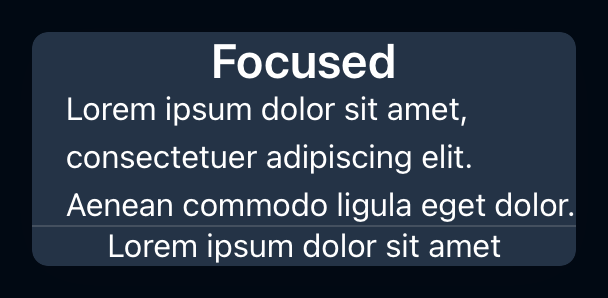 Focused
Lorem ipsum dolor sit amet,
consectetuer adipiscing elit.
Aenean commodo ligula eget dolor.
Lorem ipsum dolor sit amet